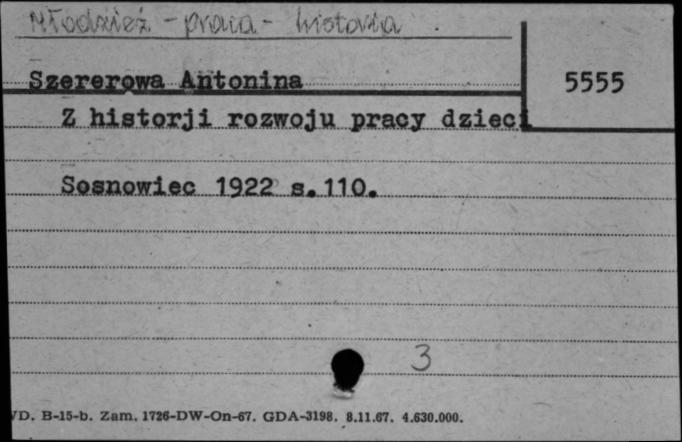 Młodzież - praca - historia
Szererowa Antonina
5555
Z historji rozwoju pracy dzieci
Sosnowiec 1922 s. 110.
3
VD. B-15-b. Zam. 1726-DW-On-67. GDA-3198. 8.11.67. 4.630.000.